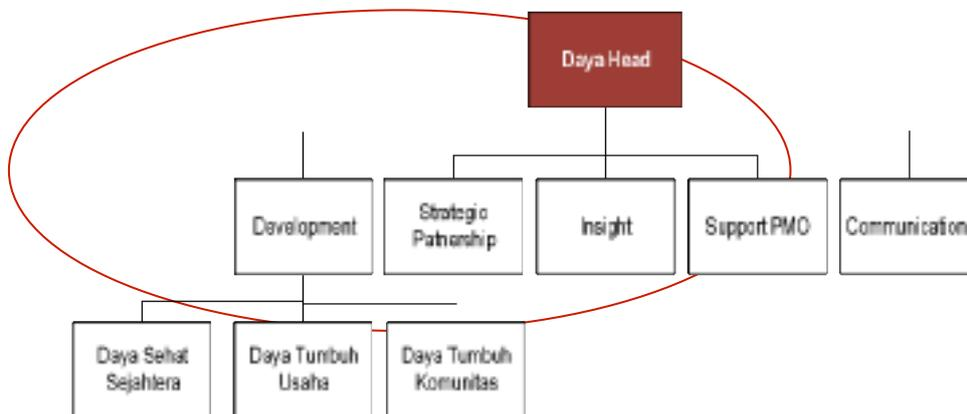 Daya Head
Development
Strategic
Patnership
Insight
Support PMO
Communication
Daya Sehat
Sejahtera
Daya Tumbuh
Usaha
Daya Tumbuh
Komunitas